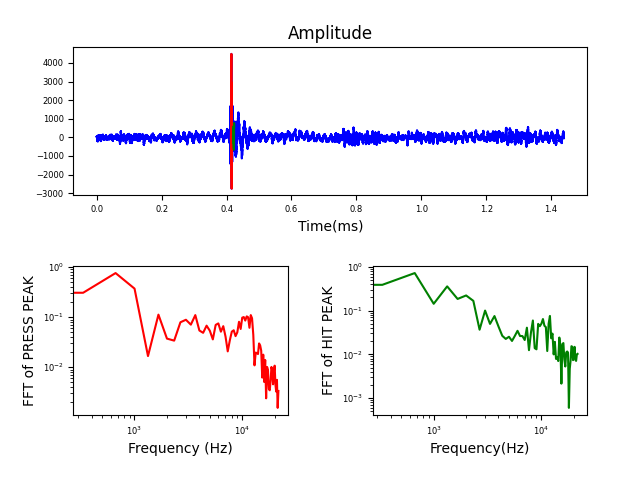 Amplitude
4000
3000
2000
1000
0
−1000
−2000
−3000
0.0 0.2 0.4 0.6 0.8 1.0 1.2 1.4
Time(ms)
FFT of PRESS PEAK
10⁰
10⁻¹
10⁻²
10³ 10⁴
Frequency (Hz)
FFT of HIT PEAK
10⁰
10⁻¹
10⁻²
10⁻³
10³ 10⁴
Frequency(Hz)